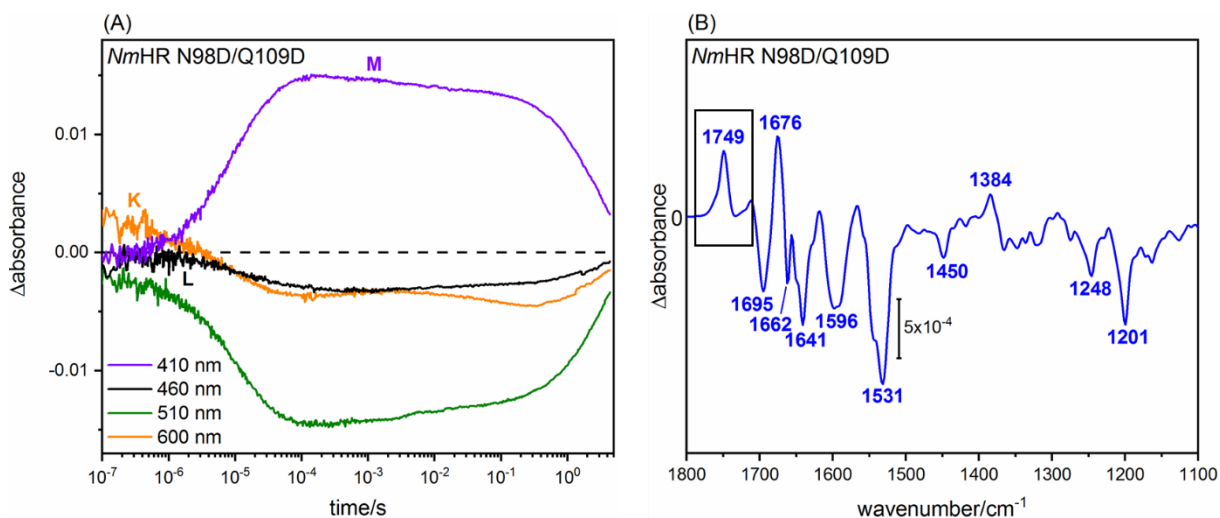 (A)
NmHR N98D/Q109D
M
K
L
0.01
0.00
-0.01
Δabsorbance
410 nm
460 nm
510 nm
600 nm
10⁻⁷ 10⁻⁶ 10⁻⁵ 10⁻⁴ 10⁻³ 10⁻² 10⁻¹ 10⁰
time/s
(B)
NmHR N98D/Q109D
1749
1676
1384
0
Δabsorbance
1695
1662
1641
1596
1531
1450
5x10⁻⁴
1248
1201
1800 1700 1600 1500 1400 1300 1200 1100
wavenumber/cm⁻¹